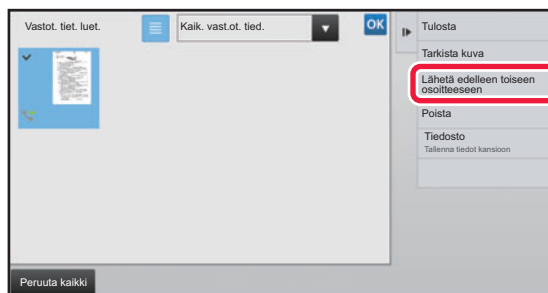 Vastot. tiet. luet.
Kaik. vast.ot. tied.
OK
Tulosta
Tarkista kuva
Lähetä edelleen toiseen
osoitteeseen
Poista
Tiedosto
Tallenna tiedot kansioon
Peruuta kaikki